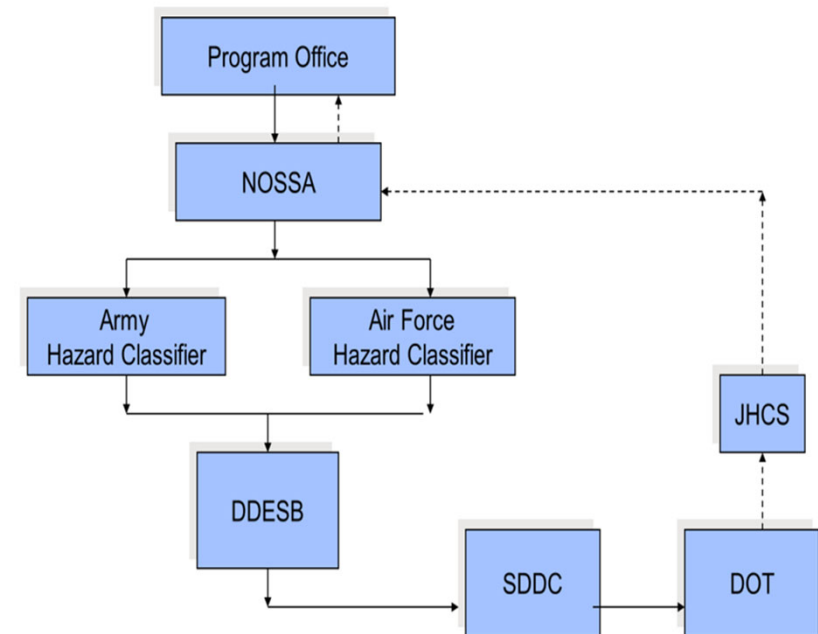 Program Office
NOSSA
Army
Hazard Classifier
Air Force
Hazard Classifier
JHCS
DDESB
SDDC
DOT